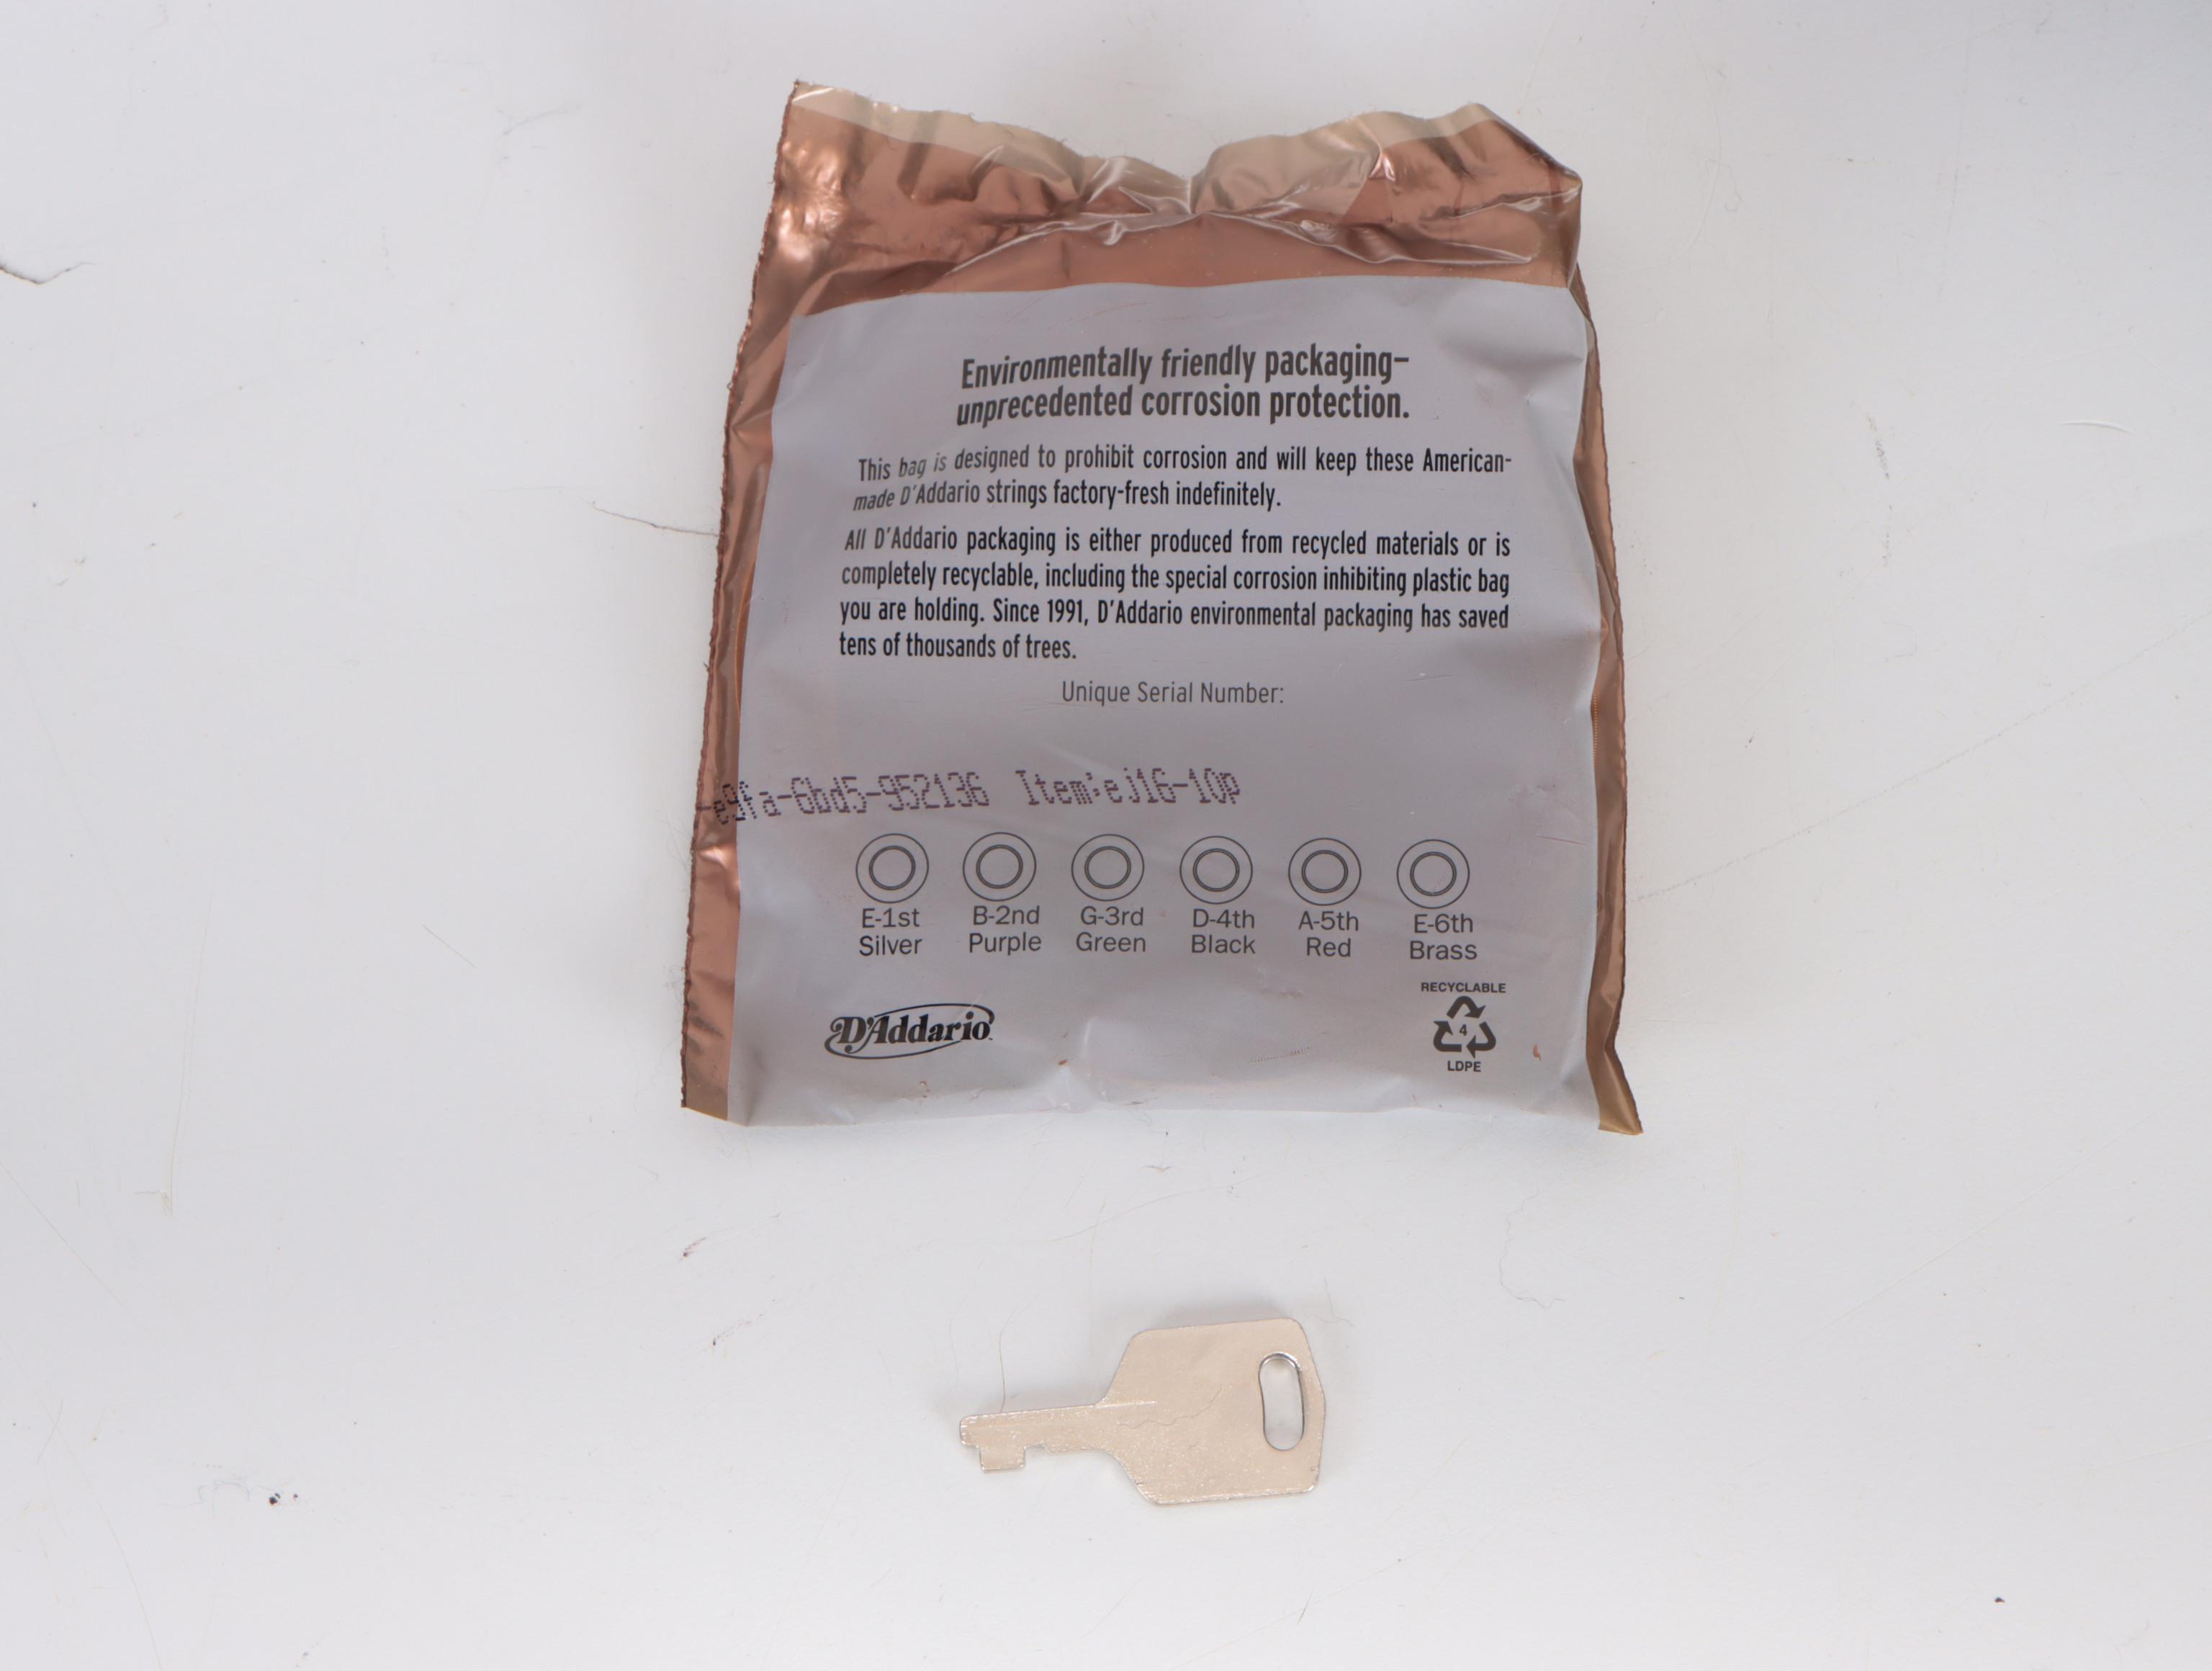 Environmentally friendly packaging–
unprecedented corrosion protection.
This bag is designed to prohibit corrosion and will keep these American-
made D'Addario strings factory-fresh indefinitely.
All D'Addario packaging is either produced from recycled materials or is
completely recyclable, including the special corrosion inhibiting plastic bag
you are holding. Since 1991, D'Addario environmental packaging has saved
tens of thousands of trees.
Unique Serial Number:
-e9fa-6bd5-952136 Item:ej16-10p
E-1st B-2nd G-3rd D-4th A-5th E-6th
Silver Purple Green Black Red Brass
RECYCLABLE
D'Addario
4
LDPE